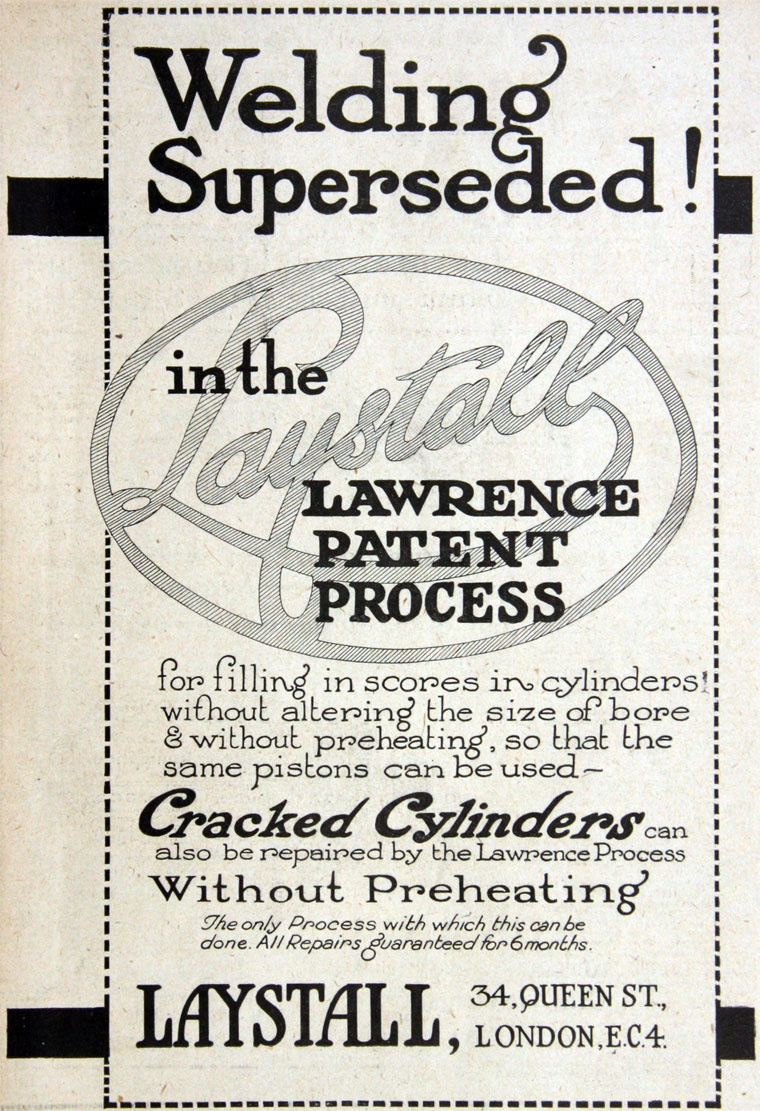 Welding
Superseded!
in the
Laystall
LAWRENCE
PATENT
PROCESS
for filling in scores in cylinders
without altering the size of bore
& without preheating, so that the
same pistons can be used~
Cracked Cylinders can
also be repaired by the Lawrence Process
Without Preheating
The only Process with which this can be
done. All Repairs guaranteed for 6 months.
LAYSTALL, 34, QUEEN ST.,
LONDON, E.C.4.